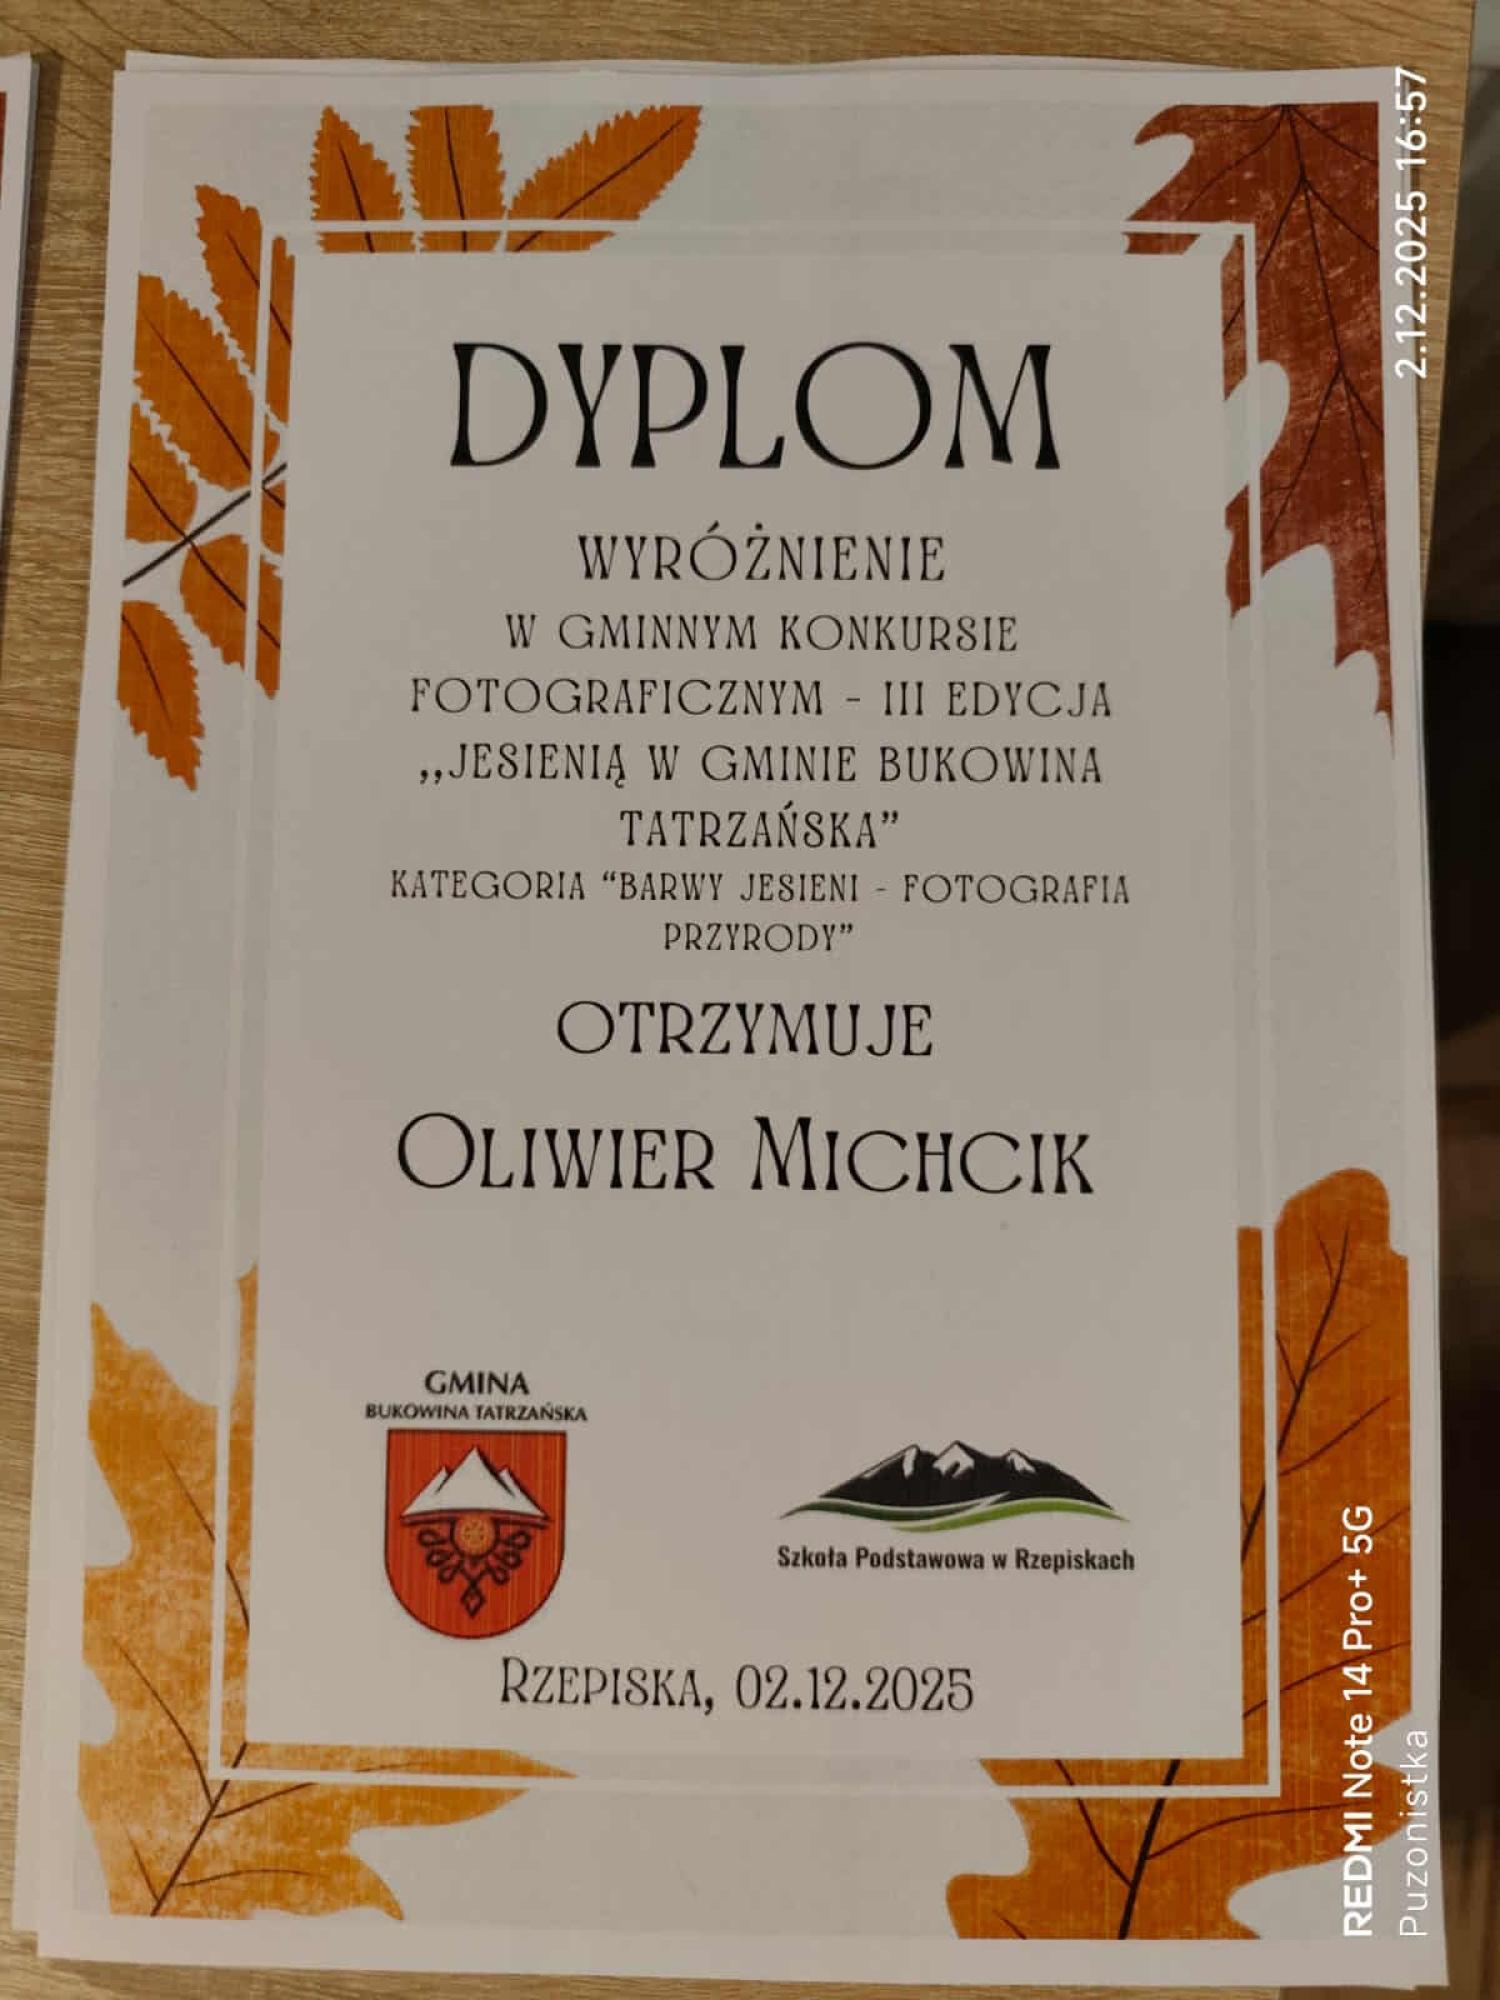 DYPLOM
WYRÓŻNIENIE
W GMINNYM KONKURSIE
FOTOGRAFICZNYM - III EDYCJA
,,JESIENIĄ W GMINIE BUKOWINA
TATRZAŃSKA”
KATEGORIA “BARWY JESIENI - FOTOGRAFIA
PRZYRODY”
OTRZYMUJE
OLIWIER MICHCIK
GMINA
BUKOWINA TATRZAŃSKA
Szkoła Podstawowa w Rzepiskach
RZEPISKA, 02.12.2025
2.12.2025 16:57
REDMI Note 14 Pro+ 5G
Puzonistka